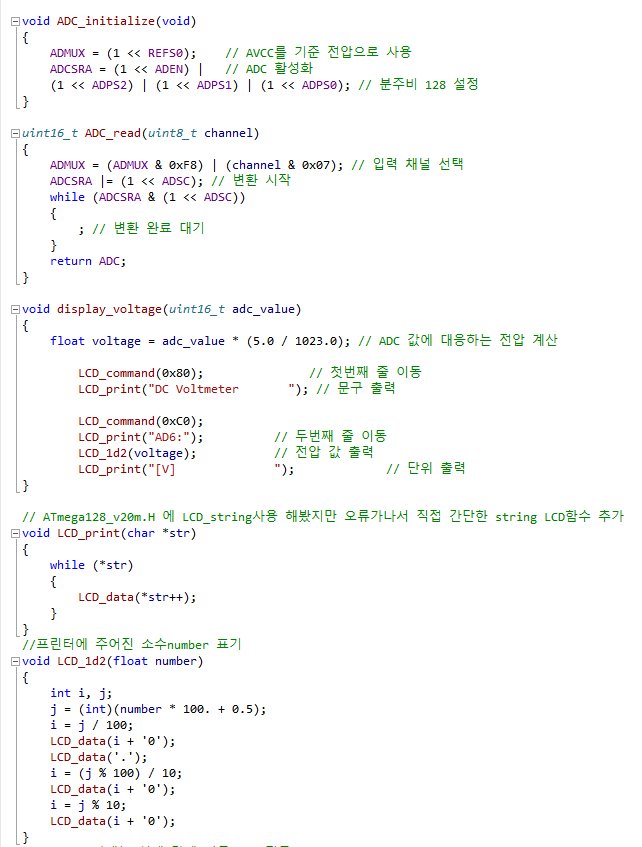 void ADC_initialize(void)
{
    ADMUX = (1 << REFS0);    // AVCC를 기준 전압으로 사용
    ADCSRA = (1 << ADEN) |   // ADC 활성화
    (1 << ADPS2) | (1 << ADPS1) | (1 << ADPS0); // 분주비 128 설정
}
uint16_t ADC_read(uint8_t channel)
{
    ADMUX = (ADMUX & 0xF8) | (channel & 0x07); // 입력 채널 선택
    ADCSRA |= (1 << ADSC); // 변환 시작
    while (ADCSRA & (1 << ADSC))
    {
        ; // 변환 완료 대기
    }
    return ADC;
}
void display_voltage(uint16_t adc_value)
{
    float voltage = adc_value * (5.0 / 1023.0); // ADC 값에 대응하는 전압 계산
        LCD_command(0x80);               // 첫번째 줄 이동
        LCD_print("DC Voltmeter       "); // 문구 출력
        LCD_command(0xC0);
        LCD_print("AD6:");          // 두번째 줄 이동
        LCD_1d2(voltage);           // 전압 값 출력
        LCD_print("[V]              ");             // 단위 출력
}
// ATmega128_v20m.H 에 LCD_string사용 해봤지만 오류가나서 직접 간단한 string LCD함수 추가
void LCD_print(char *str)
{
    while (*str)
    {
        LCD_data(*str++);
    }
}
//프린터에 주어진 소수number 표기
void LCD_1d2(float number)
{
    int i, j;
    j = (int)(number * 100. + 0.5);
    i = j / 100;
    LCD_data(i + '0');
    LCD_data('.');
    i = (j % 100) / 10;
    LCD_data(i + '0');
    i = j % 10;
    LCD_data(i + '0');
}